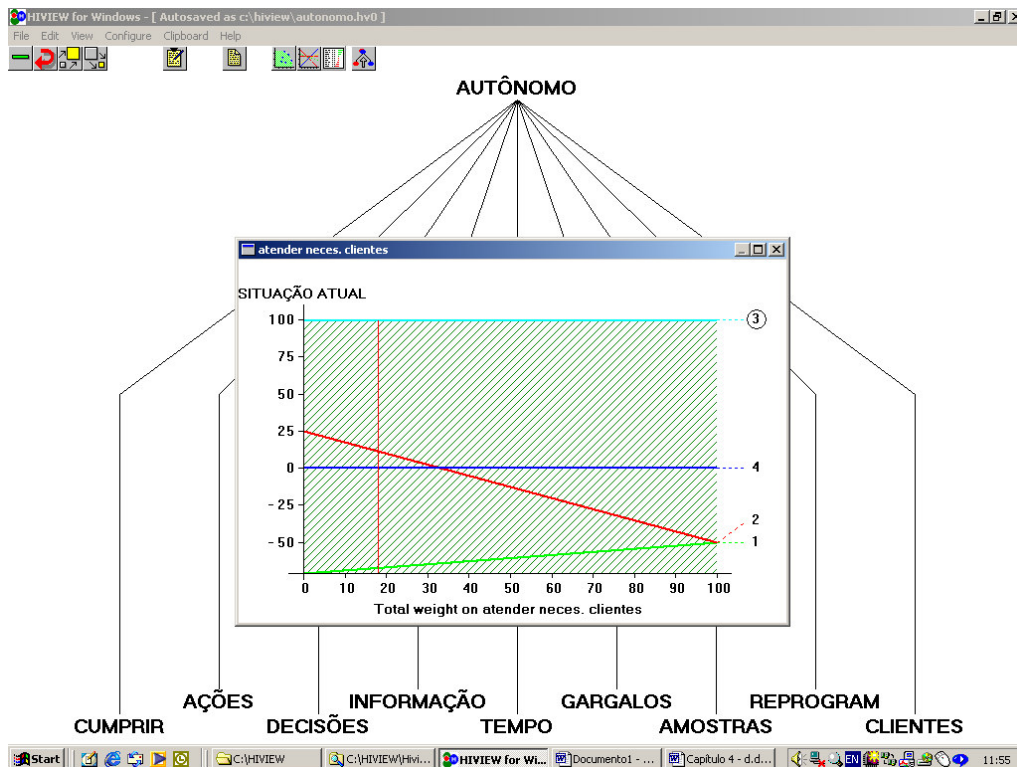 HIVIEW for Windows - [ Autosaved as c:\hiview\autonomo.hv0 ]
File Edit View Configure Clipboard Help
AUTÔNOMO
atender neces. clientes
SITUAÇÃO ATUAL
100
3
75
50
25
0
4
-25
2
-50
1
0 10 20 30 40 50 60 70 80 90 100
Total weight on atender neces. clientes
AÇÕES INFORMAÇÃO GARGALOS REPROGRAM
CUMPRIR DECISÕES TEMPO AMOSTRAS CLIENTES
Start C:\HIVIEW C:\HIVIEW\Hvi... HIVIEW for Wi... Documento1 - ... Capítulo 4 - d.d... EN 11:55